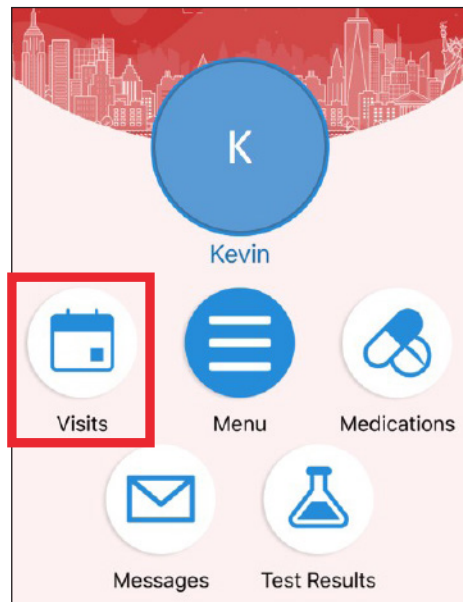 K
Kevin
Visits
Menu
Medications
Messages
Test Results